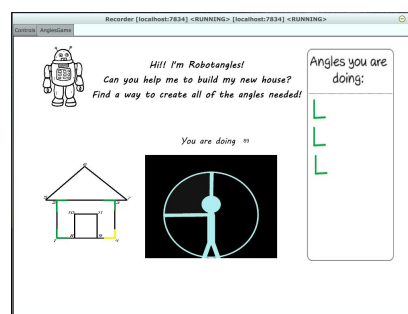 Recorder [localhost:7834] <RUNNING> [localhost:7834] <RUNNING>
Controls AnglesGame
Hi!! I'm Robotangles!
Can you help me to build my new house?
Find a way to create all of the angles needed!
Angles you are
doing:
You are doing 89